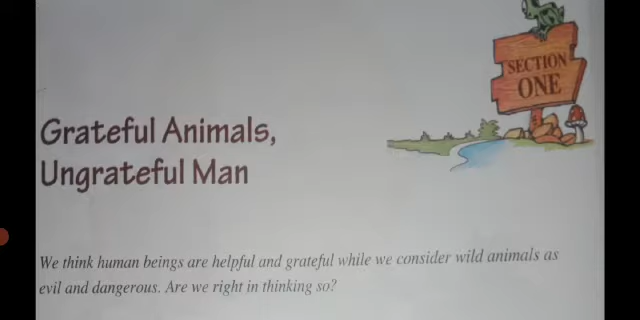 SECTION
ONE
Grateful Animals,
Ungrateful Man
We think human beings are helpful and grateful while we consider wild animals as
evil and dangerous. Are we right in thinking so?